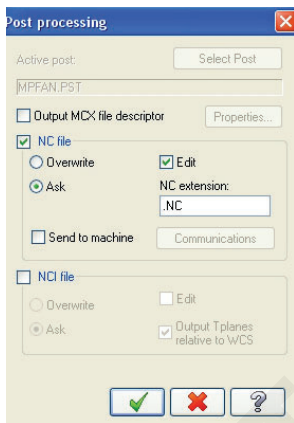 Post processing
Active post:
Select Post
MPFAN.PST
Output MCX file descriptor
Properties...
NC file
Overwrite
Edit
Ask
NC extension:
.NC
Send to machine
Communications
NCI file
Overwrite
Edit
Ask
Output Tplanes
relative to WCS
?